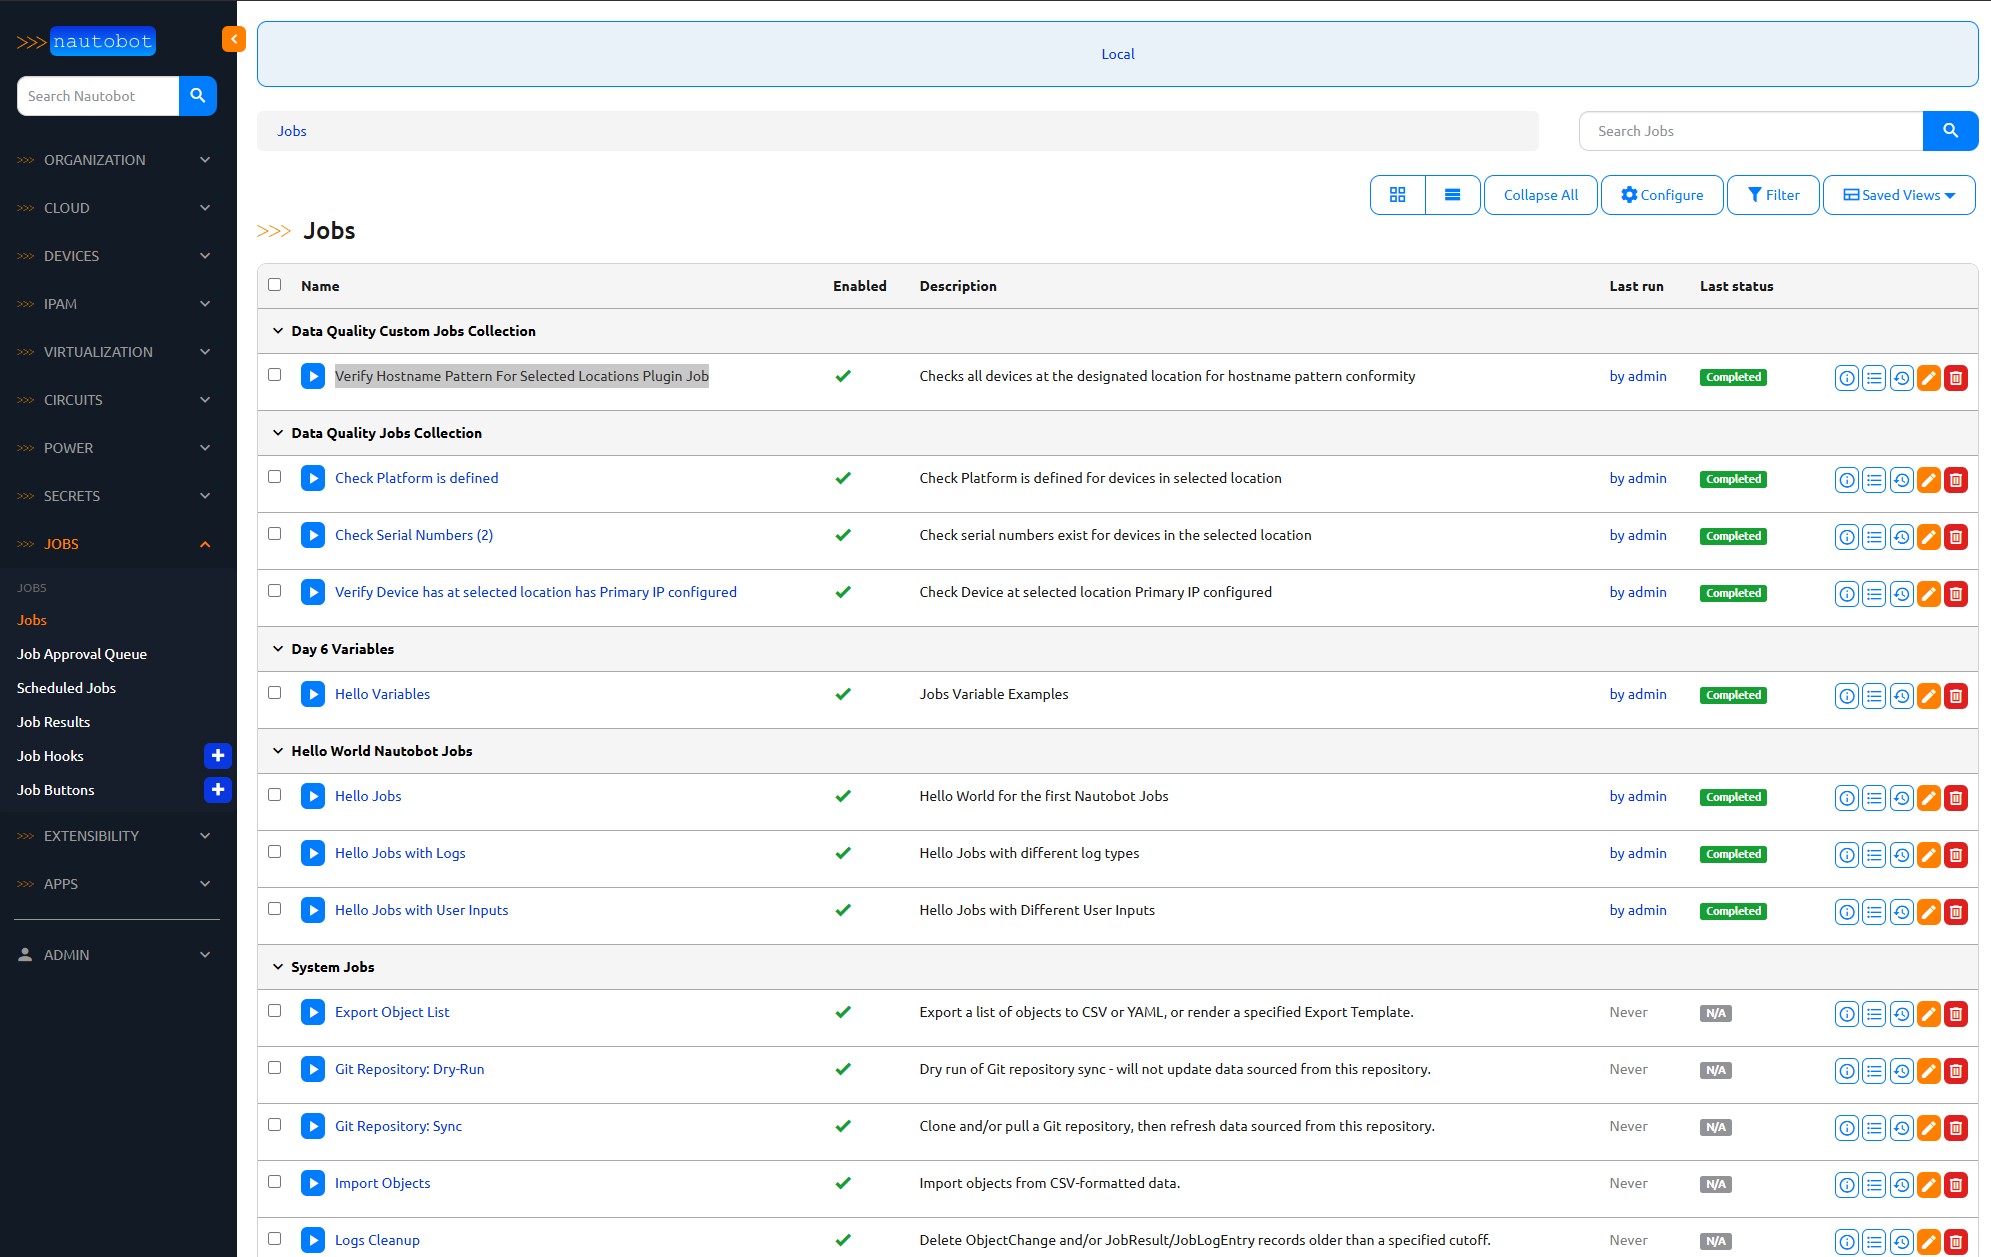 >>> nautobot
Local
Search Nautobot
Jobs
Search Jobs
Collapse All Configure Filter Saved Views
>>> Jobs
>>> ORGANIZATION
>>> CLOUD
>>> DEVICES
>>> IPAM
>>> VIRTUALIZATION
>>> CIRCUITS
>>> POWER
>>> SECRETS
>>> JOBS
JOBS
Jobs
Job Approval Queue
Scheduled Jobs
Job Results
Job Hooks
Job Buttons
>>> EXTENSIBILITY
>>> APPS
ADMIN
Name Enabled Description Last run Last status
Data Quality Custom Jobs Collection
Verify Hostname Pattern For Selected Locations Plugin Job Checks all devices at the designated location for hostname pattern conformity by admin Completed
Data Quality Jobs Collection
Check Platform is defined Check Platform is defined for devices in selected location by admin Completed
Check Serial Numbers (2) Check serial numbers exist for devices in the selected location by admin Completed
Verify Device has at selected location has Primary IP configured Check Device at selected location Primary IP configured by admin Completed
Day 6 Variables
Hello Variables Jobs Variable Examples by admin Completed
Hello World Nautobot Jobs
Hello Jobs Hello World for the first Nautobot Jobs by admin Completed
Hello Jobs with Logs Hello Jobs with different log types by admin Completed
Hello Jobs with User Inputs Hello Jobs with Different User Inputs by admin Completed
System Jobs
Export Object List Export a list of objects to CSV or YAML, or render a specified Export Template. Never N/A
Git Repository: Dry-Run Dry run of Git repository sync - will not update data sourced from this repository. Never N/A
Git Repository: Sync Clone and/or pull a Git repository, then refresh data sourced from this repository. Never N/A
Import Objects Import objects from CSV-formatted data. Never N/A
Logs Cleanup Delete ObjectChange and/or JobResult/JobLogEntry records older than a specified cutoff. Never N/A